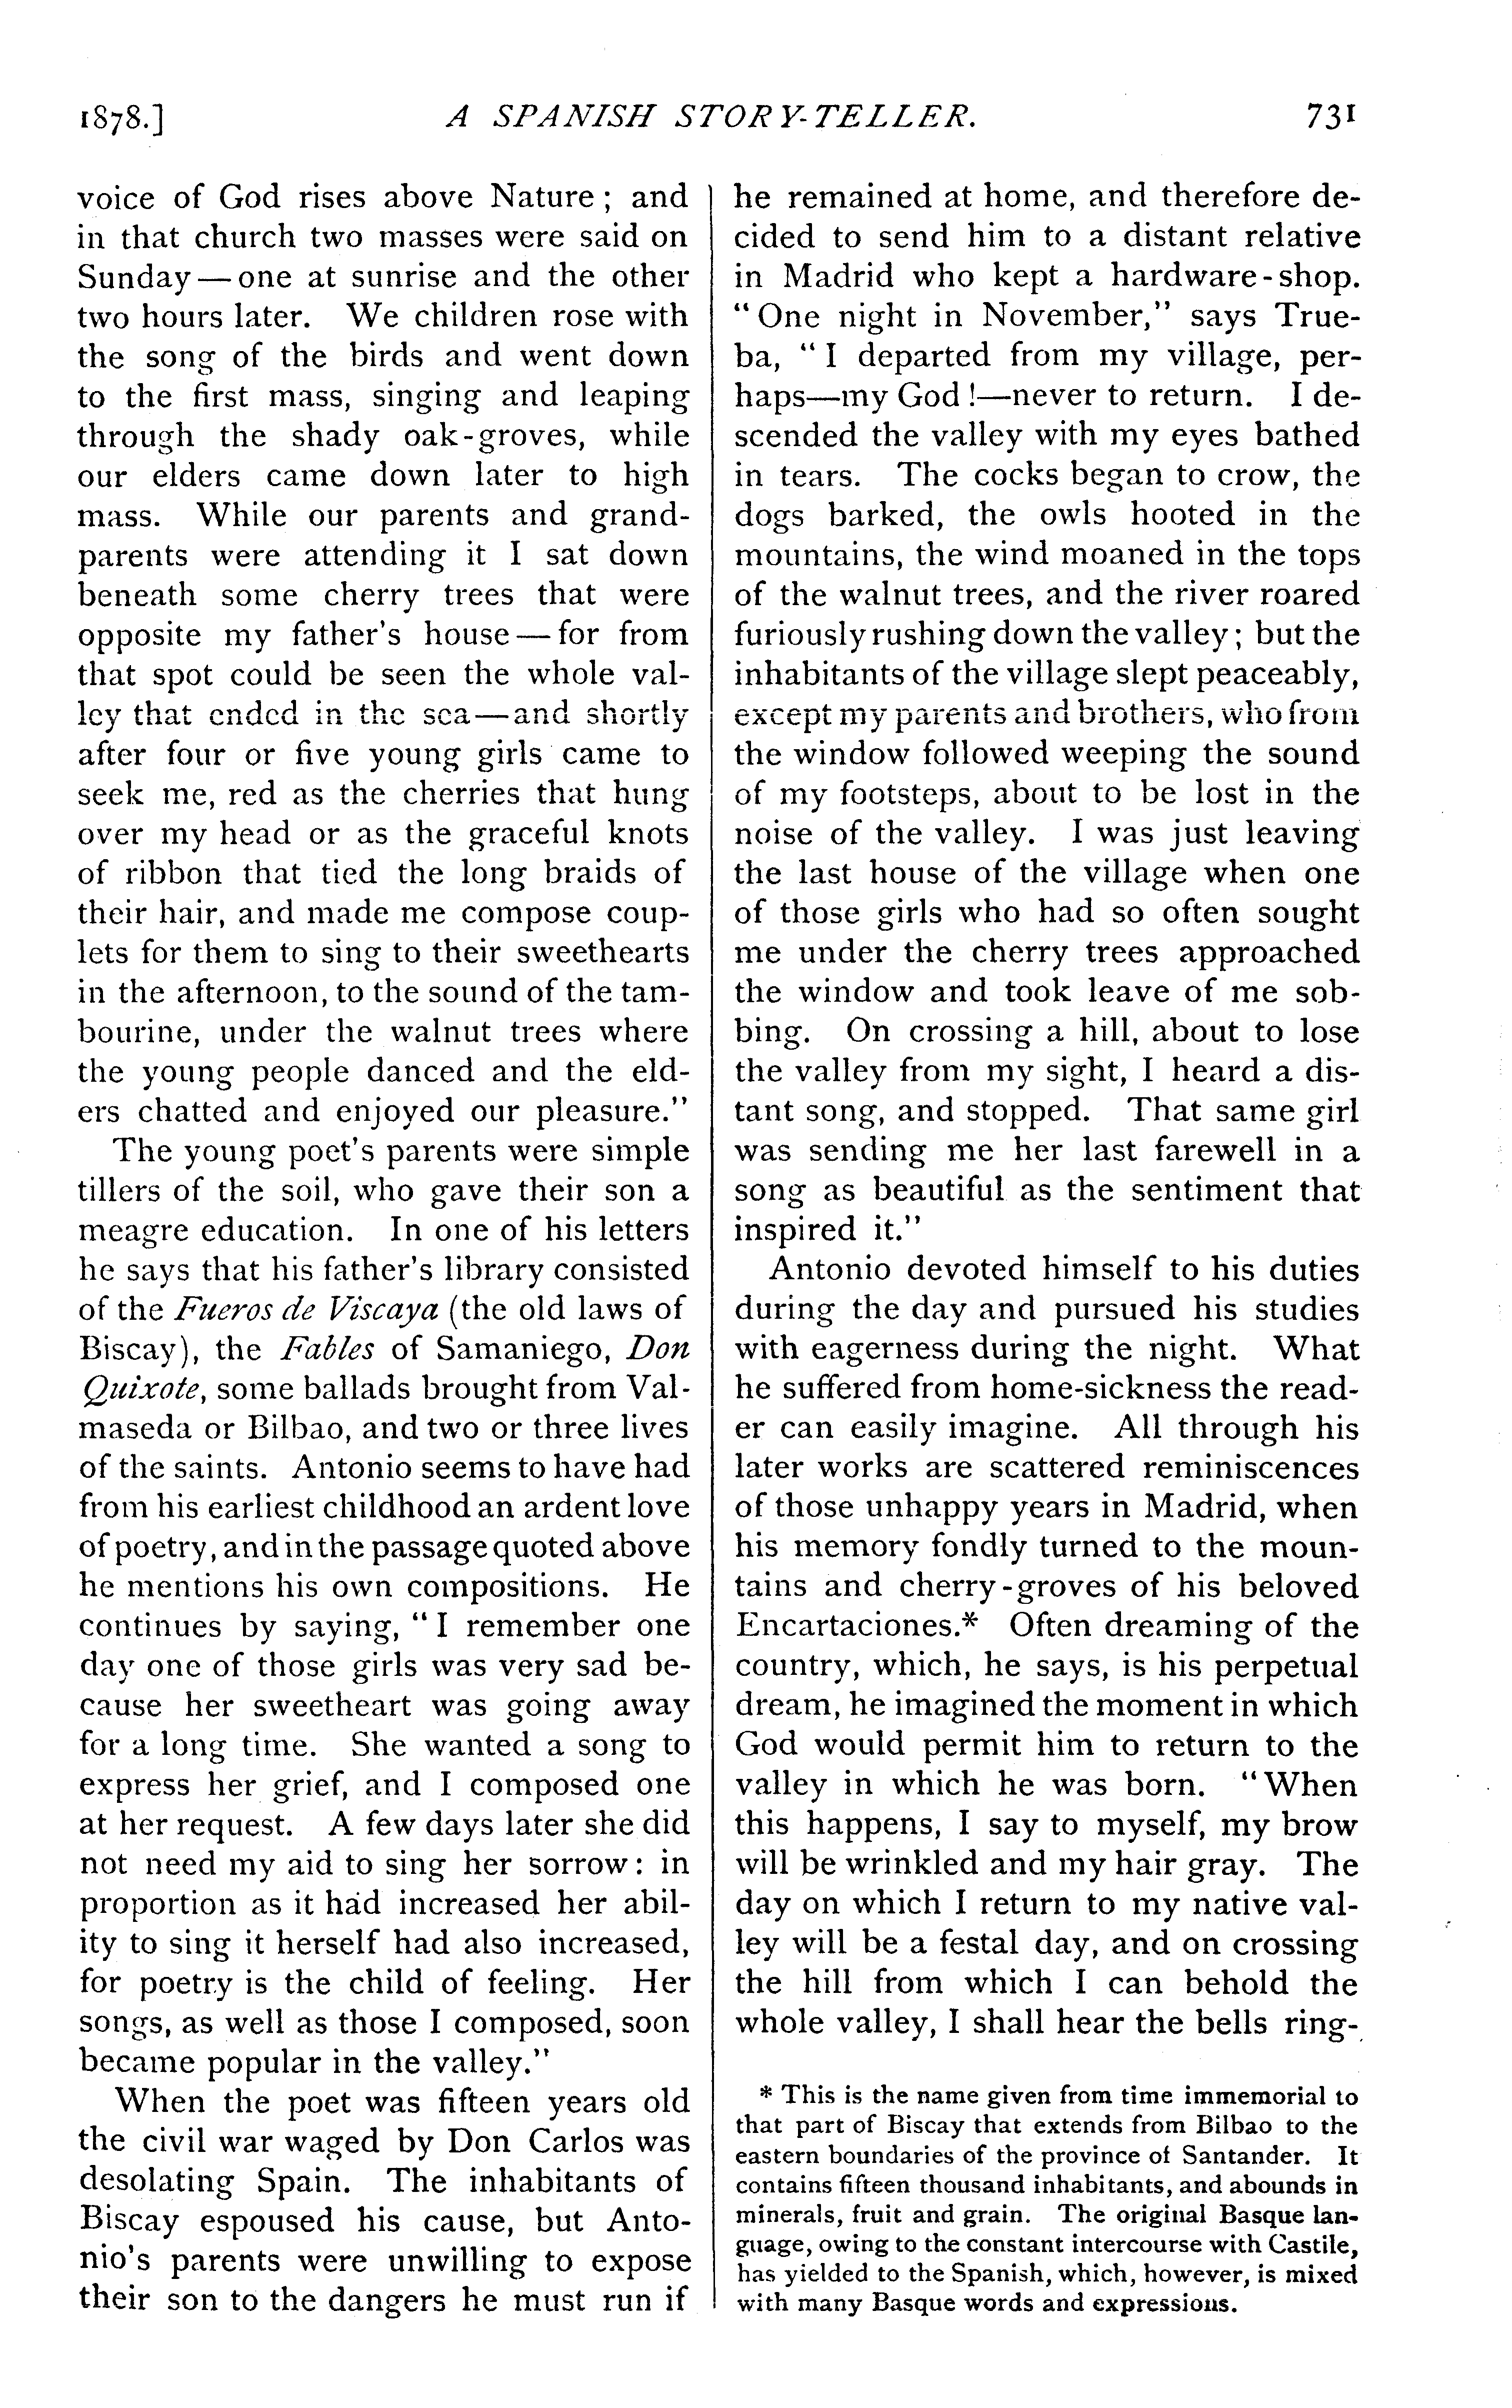 1878.] A SPANISH STORY-TELLER. 731
voice of God rises above Nature; and
in that church two masses were said on
Sunday—one at sunrise and the other
two hours later. We children rose with
the song of the birds and went down
to the first mass, singing and leaping
through the shady oak-groves, while
our elders came down later to high
mass. While our parents and grand-
parents were attending it I sat down
beneath some cherry trees that were
opposite my father's house—for from
that spot could be seen the whole val-
ley that ended in the sea—and shortly
after four or five young girls came to
seek me, red as the cherries that hung
over my head or as the graceful knots
of ribbon that tied the long braids of
their hair, and made me compose coup-
lets for them to sing to their sweethearts
in the afternoon, to the sound of the tam-
bourine, under the walnut trees where
the young people danced and the eld-
ers chatted and enjoyed our pleasure."
The young poet's parents were simple
tillers of the soil, who gave their son a
meagre education. In one of his letters
he says that his father's library consisted
of the Fueros de Viscaya (the old laws of
Biscay), the Fables of Samaniego, Don
Quixote, some ballads brought from Val-
maseda or Bilbao, and two or three lives
of the saints. Antonio seems to have had
from his earliest childhood an ardent love
of poetry, and in the passage quoted above
he mentions his own compositions. He
continues by saying, "I remember one
day one of those girls was very sad be-
cause her sweetheart was going away
for a long time. She wanted a song to
express her grief, and I composed one
at her request. A few days later she did
not need my aid to sing her sorrow: in
proportion as it had increased her abil-
ity to sing it herself had also increased,
for poetry is the child of feeling. Her
songs, as well as those I composed, soon
became popular in the valley."
When the poet was fifteen years old
the civil war waged by Don Carlos was
desolating Spain. The inhabitants of
Biscay espoused his cause, but Anto-
nio's parents were unwilling to expose
their son to the dangers he must run if
he remained at home, and therefore de-
cided to send him to a distant relative
in Madrid who kept a hardware-shop.
"One night in November," says True-
ba, "I departed from my village, per-
haps—my God!—never to return. I de-
scended the valley with my eyes bathed
in tears. The cocks began to crow, the
dogs barked, the owls hooted in the
mountains, the wind moaned in the tops
of the walnut trees, and the river roared
furiously rushing down the valley; but the
inhabitants of the village slept peaceably,
except my parents and brothers, who from
the window followed weeping the sound
of my footsteps, about to be lost in the
noise of the valley. I was just leaving
the last house of the village when one
of those girls who had so often sought
me under the cherry trees approached
the window and took leave of me sob-
bing. On crossing a hill, about to lose
the valley from my sight, I heard a dis-
tant song, and stopped. That same girl
was sending me her last farewell in a
song as beautiful as the sentiment that
inspired it."
Antonio devoted himself to his duties
during the day and pursued his studies
with eagerness during the night. What
he suffered from home-sickness the read-
er can easily imagine. All through his
later works are scattered reminiscences
of those unhappy years in Madrid, when
his memory fondly turned to the moun-
tains and cherry-groves of his beloved
Encartaciones.* Often dreaming of the
country, which, he says, is his perpetual
dream, he imagined the moment in which
God would permit him to return to the
valley in which he was born. "When
this happens, I say to myself, my brow
will be wrinkled and my hair gray. The
day on which I return to my native val-
ley will be a festal day, and on crossing
the hill from which I can behold the
whole valley, I shall hear the bells ring-
* This is the name given from time immemorial to
that part of Biscay that extends from Bilbao to the
eastern boundaries of the province of Santander. It
contains fifteen thousand inhabitants, and abounds in
minerals, fruit and grain. The original Basque lan-
guage, owing to the constant intercourse with Castile,
has yielded to the Spanish, which, however, is mixed
with many Basque words and expressions.